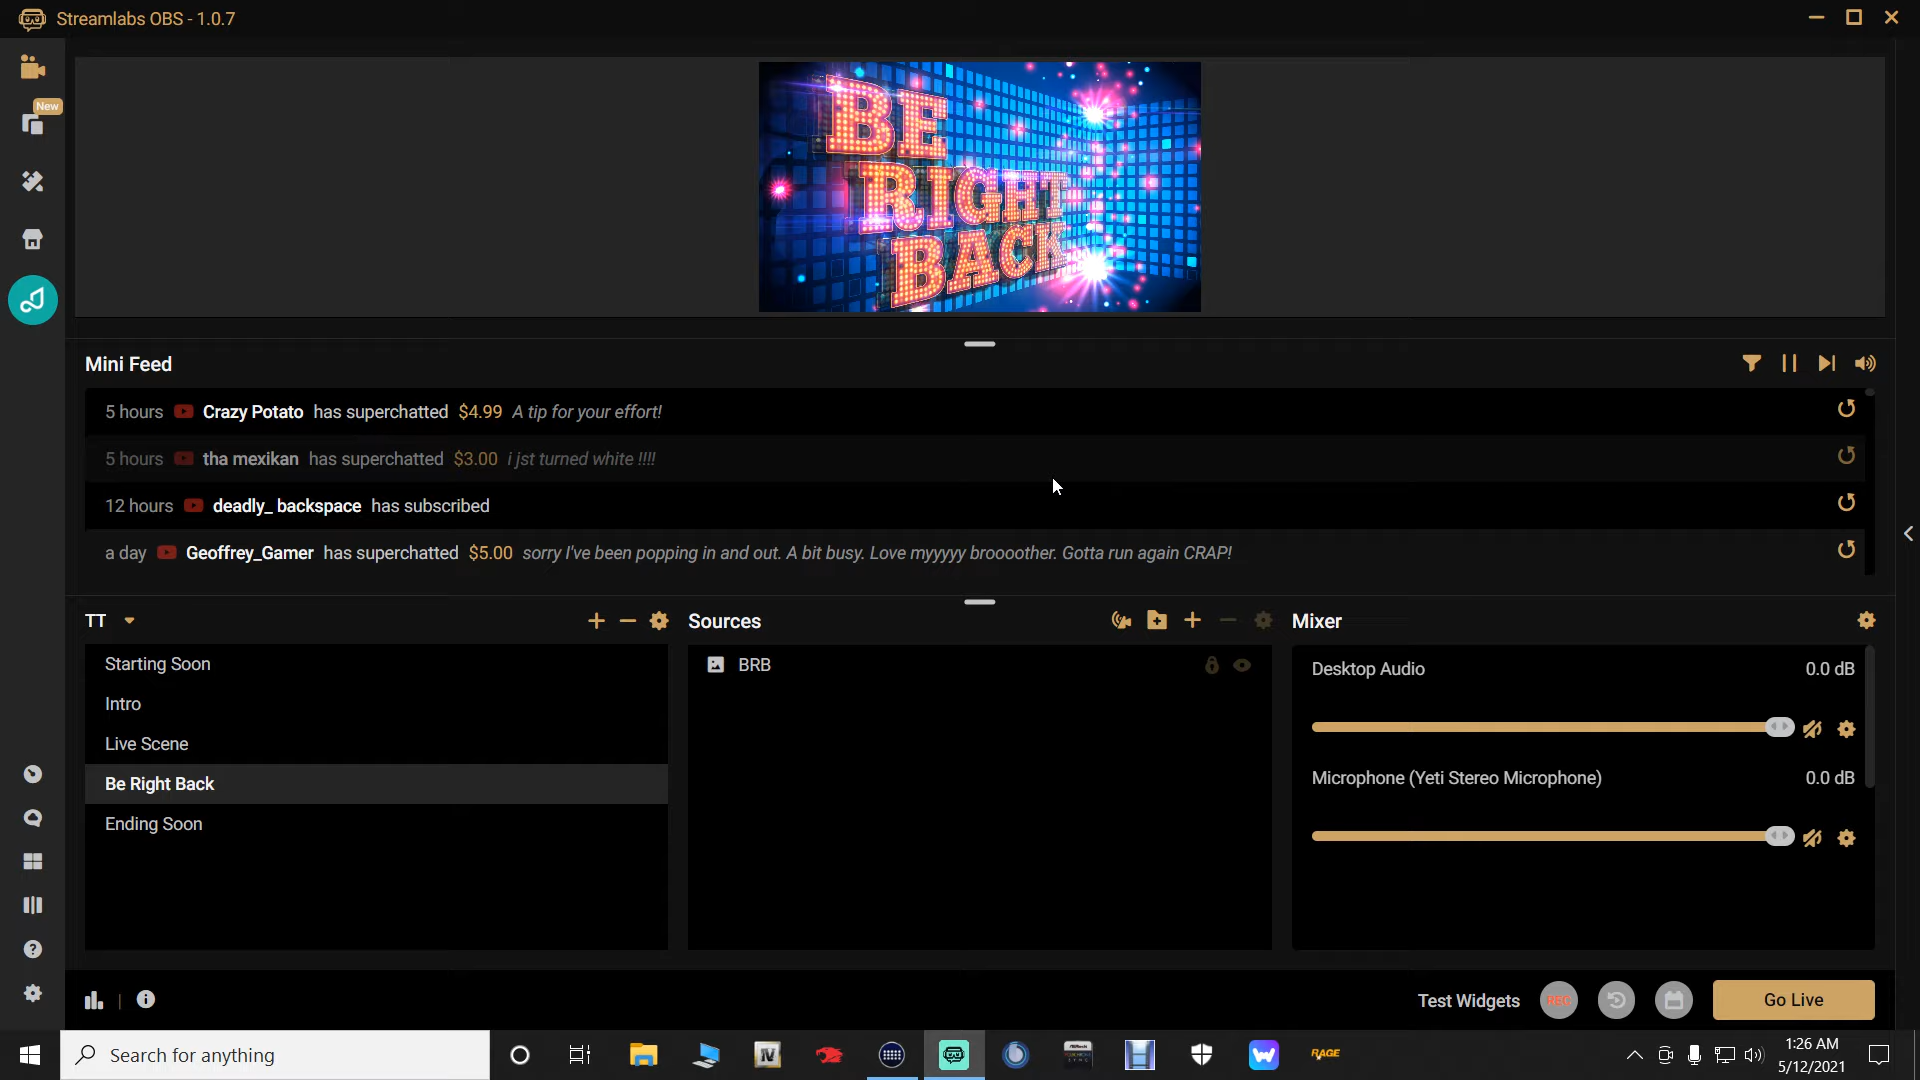 Streamlabs OBS - 1.0.7
New
BE
RIGHT
BACK
Mini Feed
5 hours Crazy Potato has superchatted $4.99 A tip for your effort!
5 hours tha mexikan has superchatted $3.00 i jst turned white !!!!
12 hours deadly_ backspace has subscribed
a day Geoffrey_Gamer has superchatted $5.00 sorry I've been popping in and out. A bit busy. Love myyyyy broooother. Gotta run again CRAP!
TT
Starting Soon
Intro
Live Scene
Be Right Back
Ending Soon
Sources
BRB
Mixer
Desktop Audio 0.0 dB
Microphone (Yeti Stereo Microphone) 0.0 dB
Test Widgets
REC
Go Live
Search for anything
IV
RAGE
1:26 AM
5/12/2021